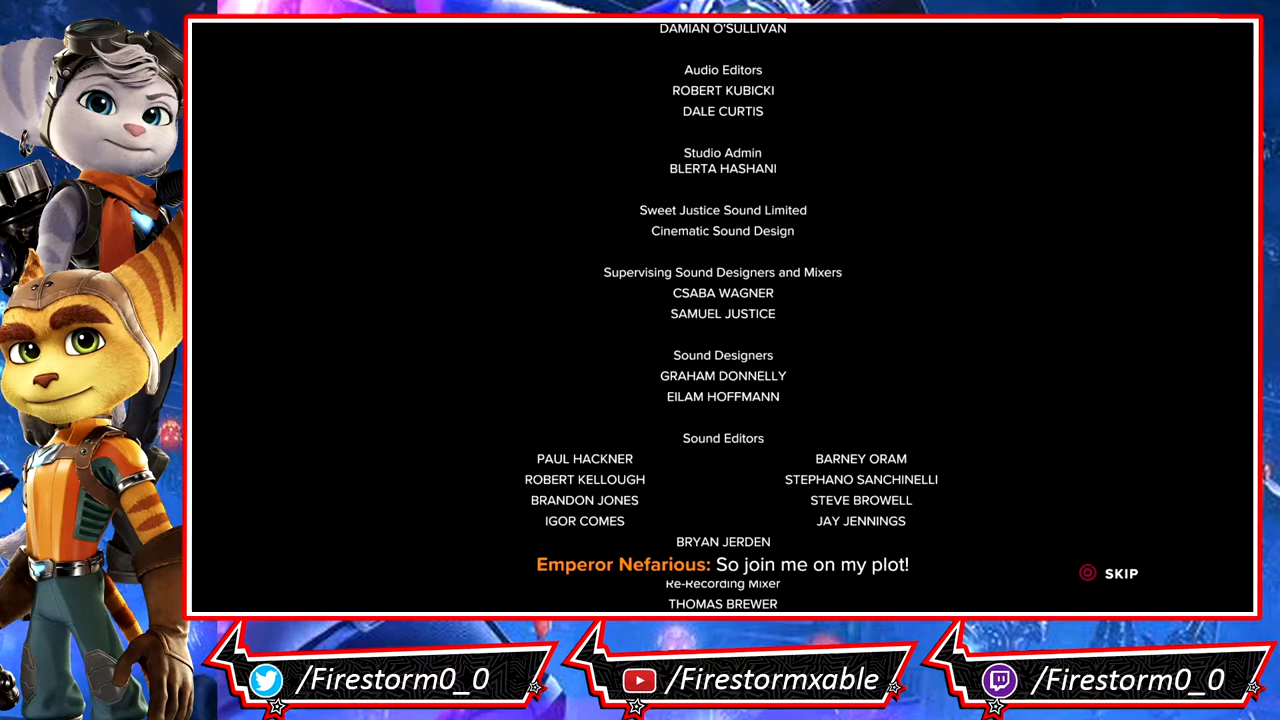 DAMIAN O'SULLIVAN
Audio Editors
ROBERT KUBICKI
DALE CURTIS
Studio Admin
BLERTA HASHANI
Sweet Justice Sound Limited
Cinematic Sound Design
Supervising Sound Designers and Mixers
CSABA WAGNER
SAMUEL JUSTICE
Sound Designers
GRAHAM DONNELLY
EILAM HOFFMANN
Sound Editors
PAUL HACKNER BARNEY ORAM
ROBERT KELLOUGH STEPHANO SANCHINELLI
BRANDON JONES STEVE BROWELL
IGOR COMES JAY JENNINGS
BRYAN JERDEN
Emperor Nefarious: So join me on my plot!
SKIP
Re-Recording Mixer
THOMAS BREWER
/Firestorm0_0 /Firestormxable /Firestorm0_0